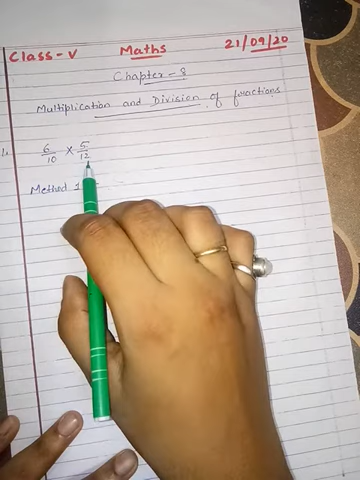 Class-V Maths 21/09/20
Chapter-8
Multiplication and Division of fractions
1. 6/10 × 5/12
Method 1